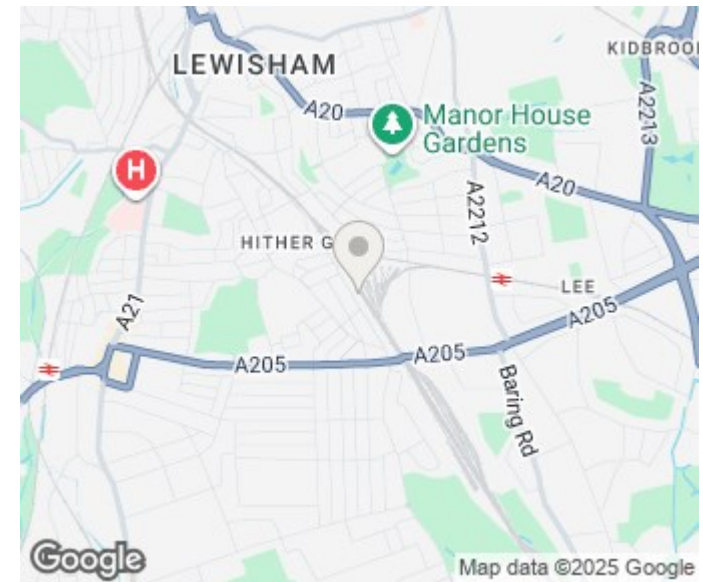 LEWISHAM
KIDBROO
A20
Manor House
Gardens
A2213
H
A20
A2212
HITHER G
LEE
A21
A205
A205
A205
Baring Rd
Google
Map data ©2025 Google